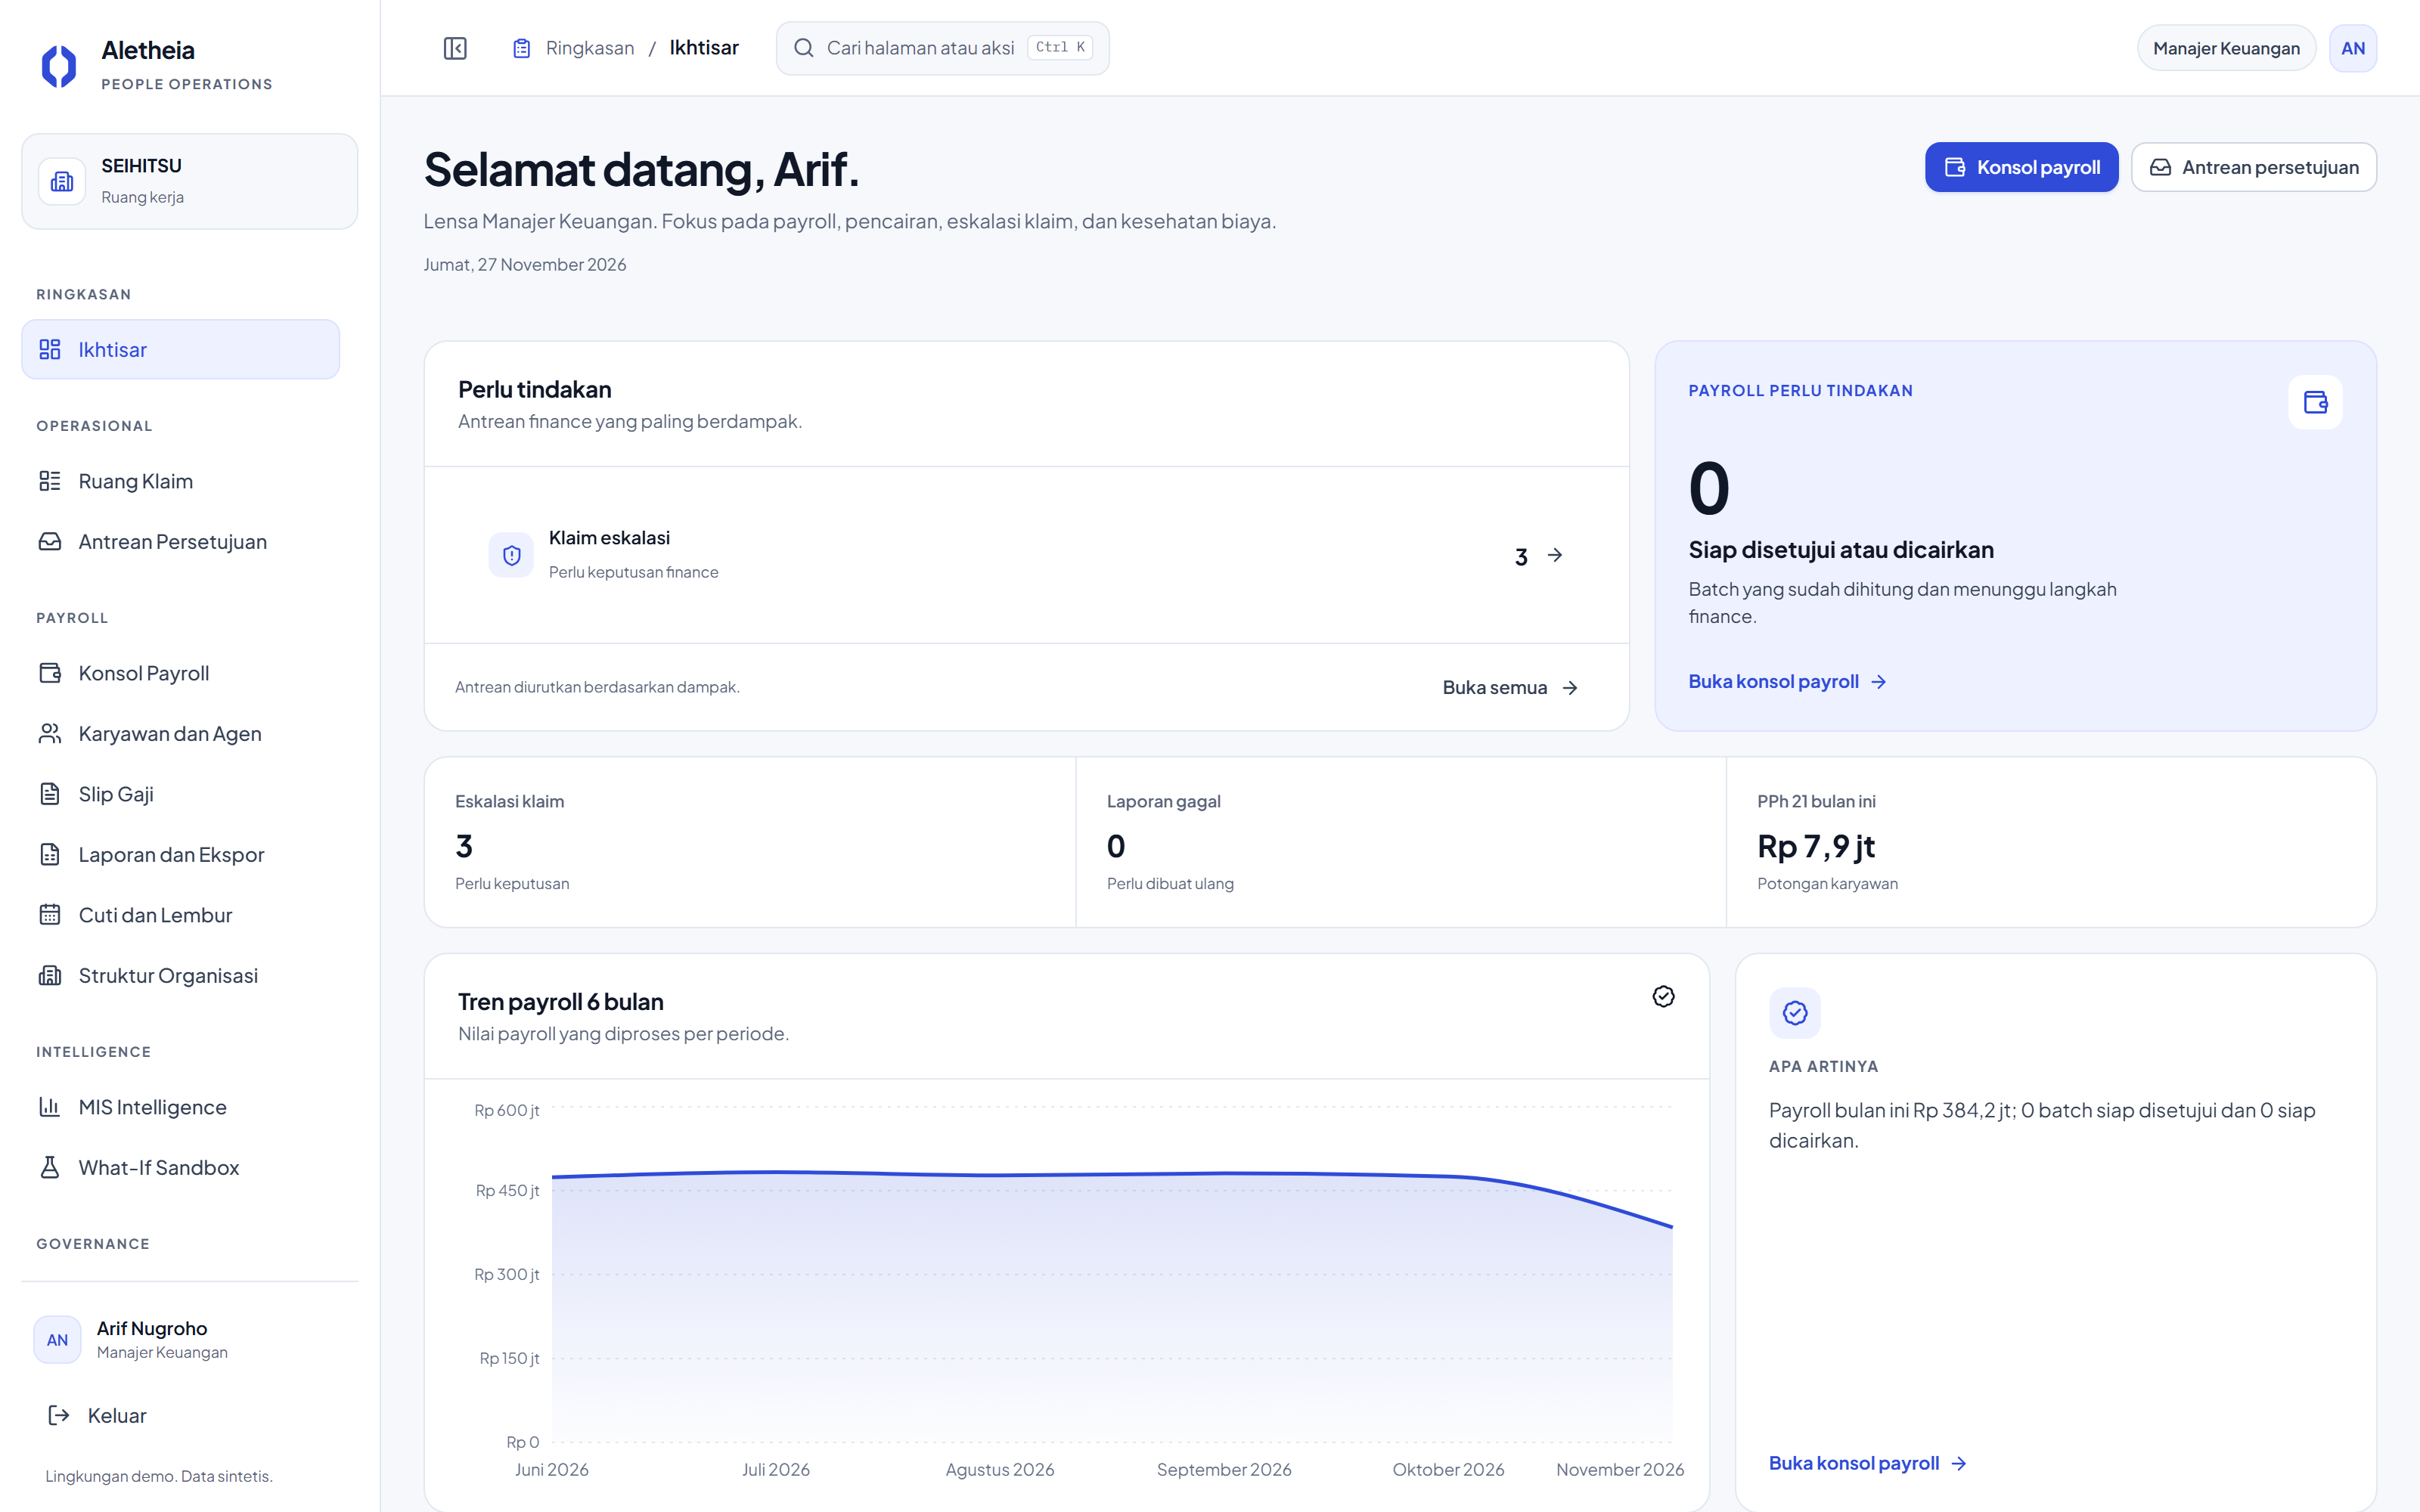 Aletheia
PEOPLE OPERATIONS
SEIHITSU
Ruang kerja
RINGKASAN
Ikhtisar
OPERASIONAL
Ruang Klaim
Antrean Persetujuan
PAYROLL
Konsol Payroll
Karyawan dan Agen
Slip Gaji
Laporan dan Ekspor
Cuti dan Lembur
Struktur Organisasi
INTELLIGENCE
MIS Intelligence
What-If Sandbox
GOVERNANCE
AN
Arif Nugroho
Manajer Keuangan
Keluar
Lingkungan demo. Data sintetis.
Ringkasan / Ikhtisar
Cari halaman atau aksi Ctrl K
Manajer Keuangan
AN
Selamat datang, Arif.
Lensa Manajer Keuangan. Fokus pada payroll, pencairan, eskalasi klaim, dan kesehatan biaya.
Jumat, 27 November 2026
Konsol payroll
Antrean persetujuan
Perlu tindakan
Antrean finance yang paling berdampak.
Klaim eskalasi
Perlu keputusan finance
3
Antrean diurutkan berdasarkan dampak.
Buka semua
PAYROLL PERLU TINDAKAN
0
Siap disetujui atau dicairkan
Batch yang sudah dihitung dan menunggu langkah
finance.
Buka konsol payroll
Eskalasi klaim
3
Perlu keputusan
Laporan gagal
0
Perlu dibuat ulang
PPh 21 bulan ini
Rp 7,9 jt
Potongan karyawan
Tren payroll 6 bulan
Nilai payroll yang diproses per periode.
Rp 600 jt
Rp 450 jt
Rp 300 jt
Rp 150 jt
Rp 0
Juni 2026
Juli 2026
Agustus 2026
September 2026
Oktober 2026
November 2026
APA ARTINYA
Payroll bulan ini Rp 384,2 jt; 0 batch siap disetujui dan 0 siap
dicairkan.
Buka konsol payroll